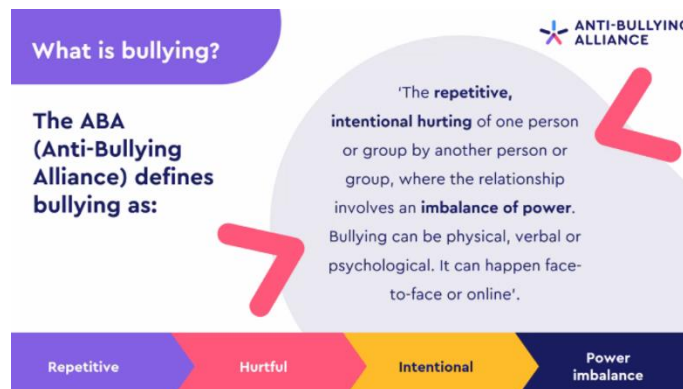 What is bullying?
ANTI-BULLYING
ALLIANCE
The ABA
(Anti-Bullying
Alliance) defines
bullying as:
'The repetitive,
intentional hurting of one person
or group by another person or
group, where the relationship
involves an imbalance of power.
Bullying can be physical, verbal or
psychological. It can happen face-
to-face or online'.
Repetitive
Hurtful
Intentional
Power
imbalance